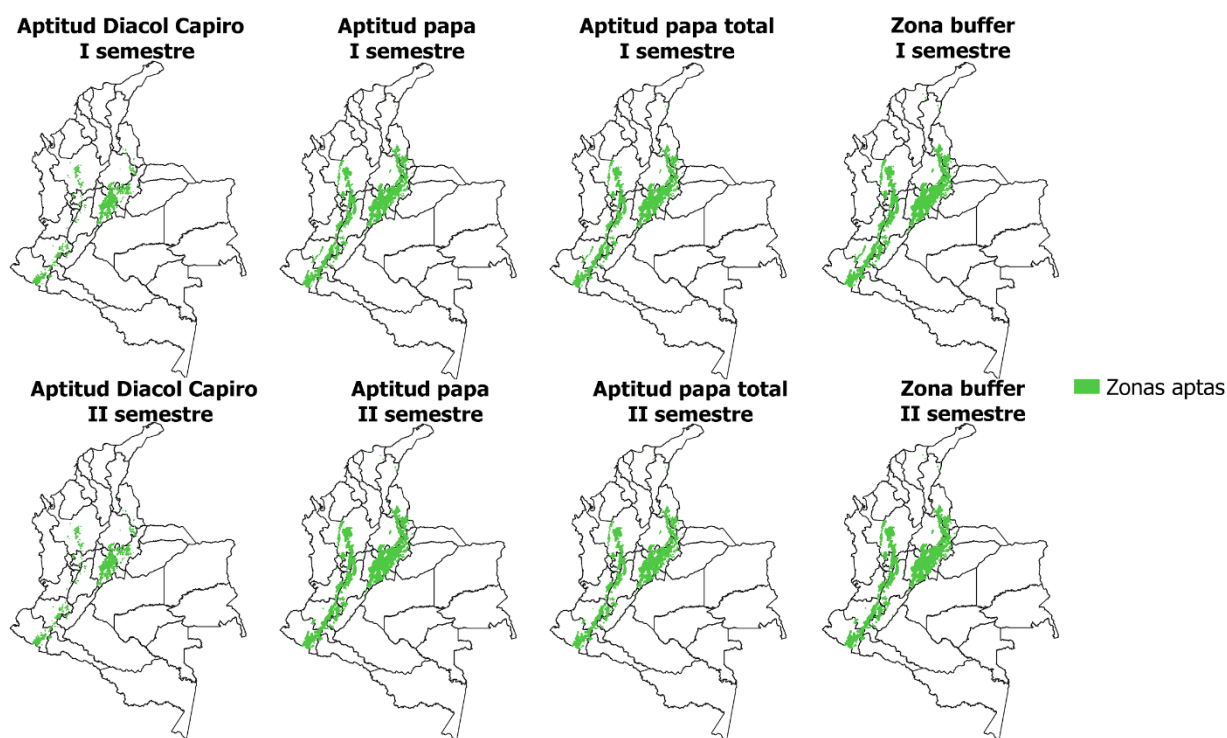 Aptitud Diacol Capiro
I semestre
Aptitud papa
I semestre
Aptitud papa total
I semestre
Zona buffer
I semestre
Aptitud Diacol Capiro
II semestre
Aptitud papa
II semestre
Aptitud papa total
II semestre
Zona buffer
II semestre
Zonas aptas